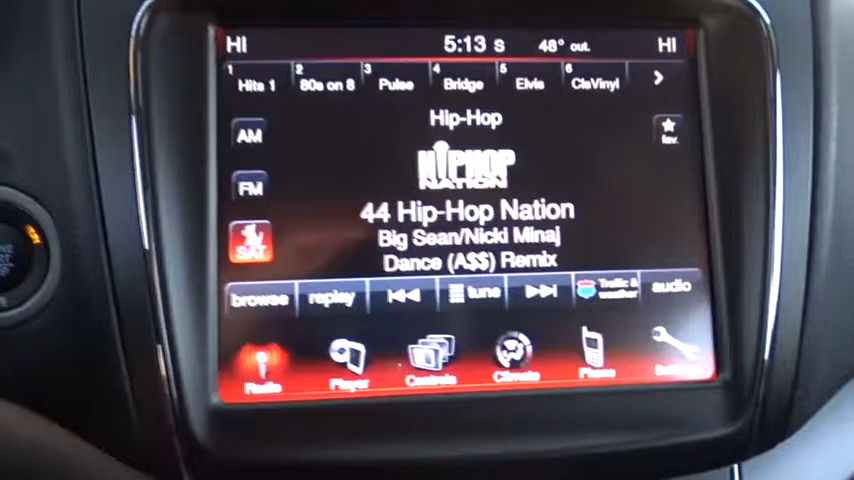 HI 5:13 S 48° out. HI
1 Hits 1 2 80s on 8 3 Pulse 4 Bridge 5 Elvis 6 ClsVinyl
Hip-Hop
AM
fav.
HIPHOP
NATION
FM
44 Hip-Hop Nation
Big Sean/Nicki Minaj
SAT
Dance (A$$) Remix
browse replay tune Traffic & weather audio
Radio Player Controls Climate Phone Settings